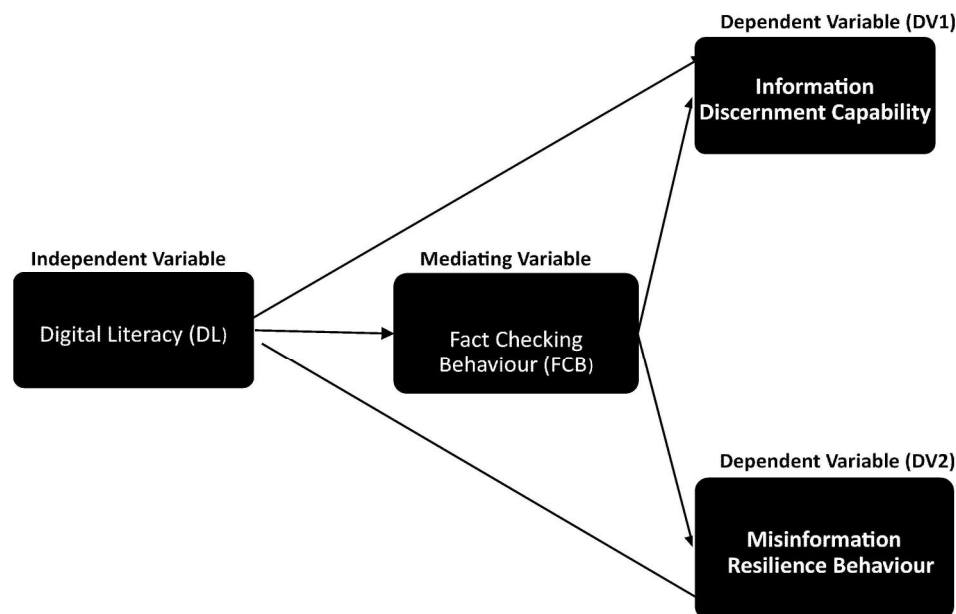 Dependent Variable (DV1)
Information
Discernment Capability
Independent Variable
Digital Literacy (DL)
Mediating Variable
Fact Checking
Behaviour (FCB)
Dependent Variable (DV2)
Misinformation
Resilience Behaviour